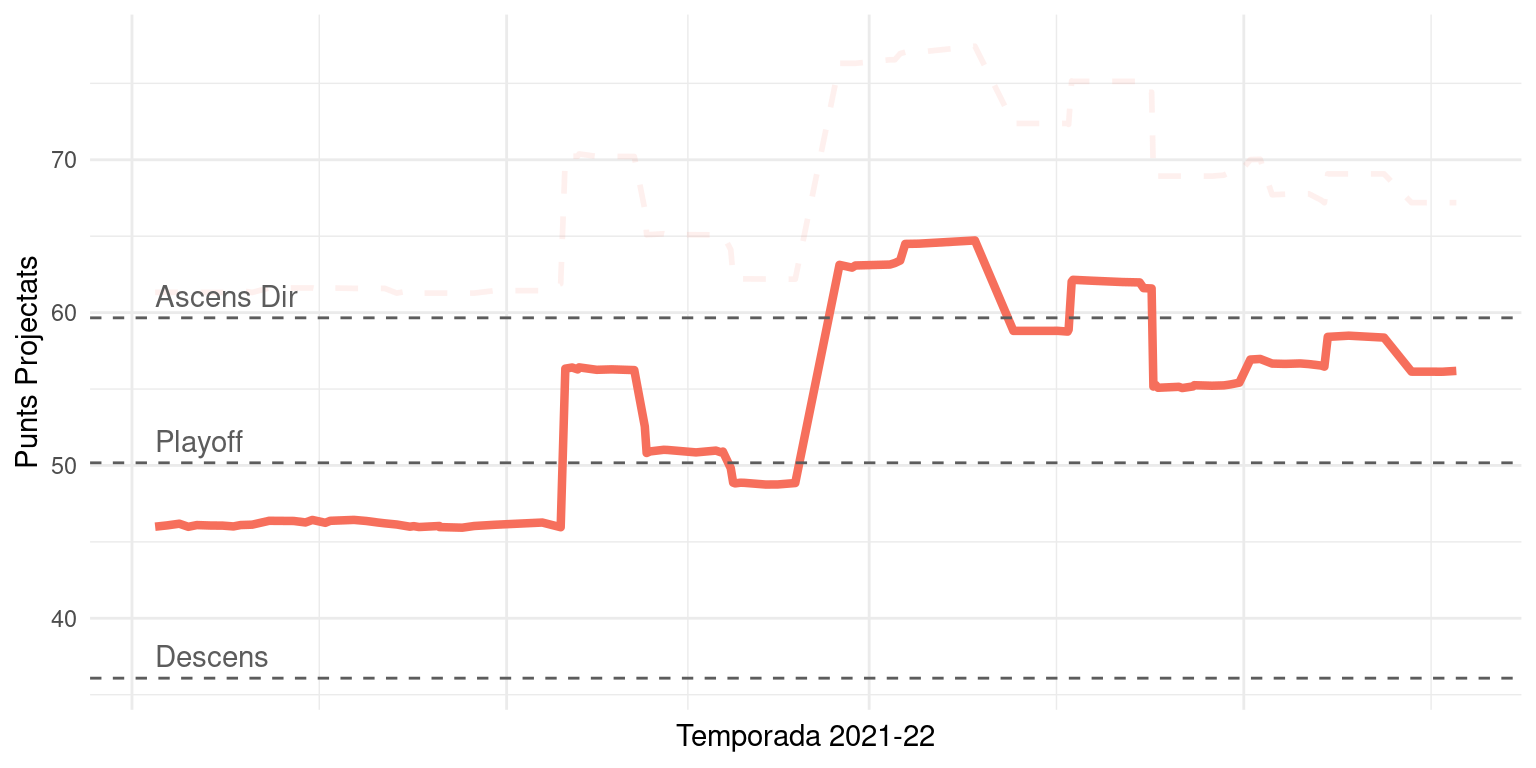 Punts Projectats
70
Ascens Dir
60
Playoff
50
40
Descens
Temporada 2021-22